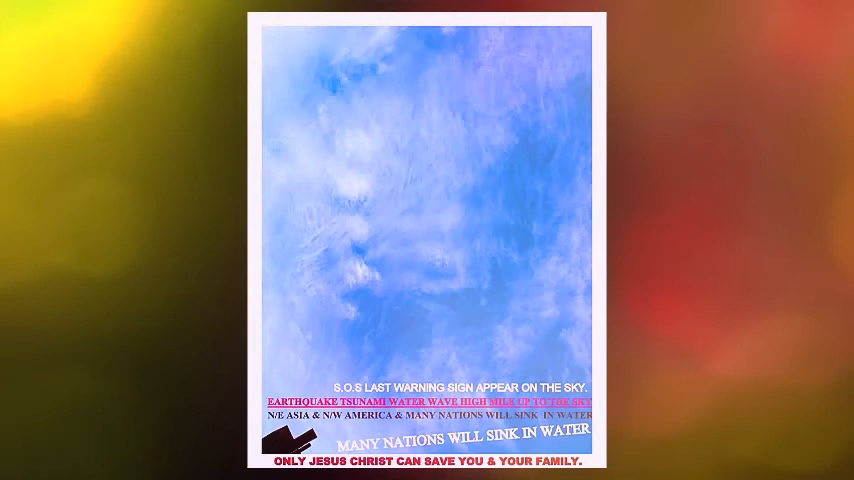 S.O.S LAST WARNING SIGN APPEAR ON THE SKY.
EARTHQUAKE TSUNAMI WATER WAVE HIGH MILE UP TO THE SKY
N/E ASIA & N/W AMERICA & MANY NATIONS WILL SINK IN WATER
MANY NATIONS WILL SINK IN WATER
ONLY JESUS CHRIST CAN SAVE YOU & YOUR FAMILY.